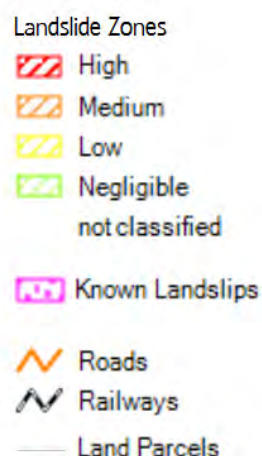 Landslide Zones
High
Medium
Low
Negligible
not classified
Known Landslips
Roads
Railways
Land Parcels